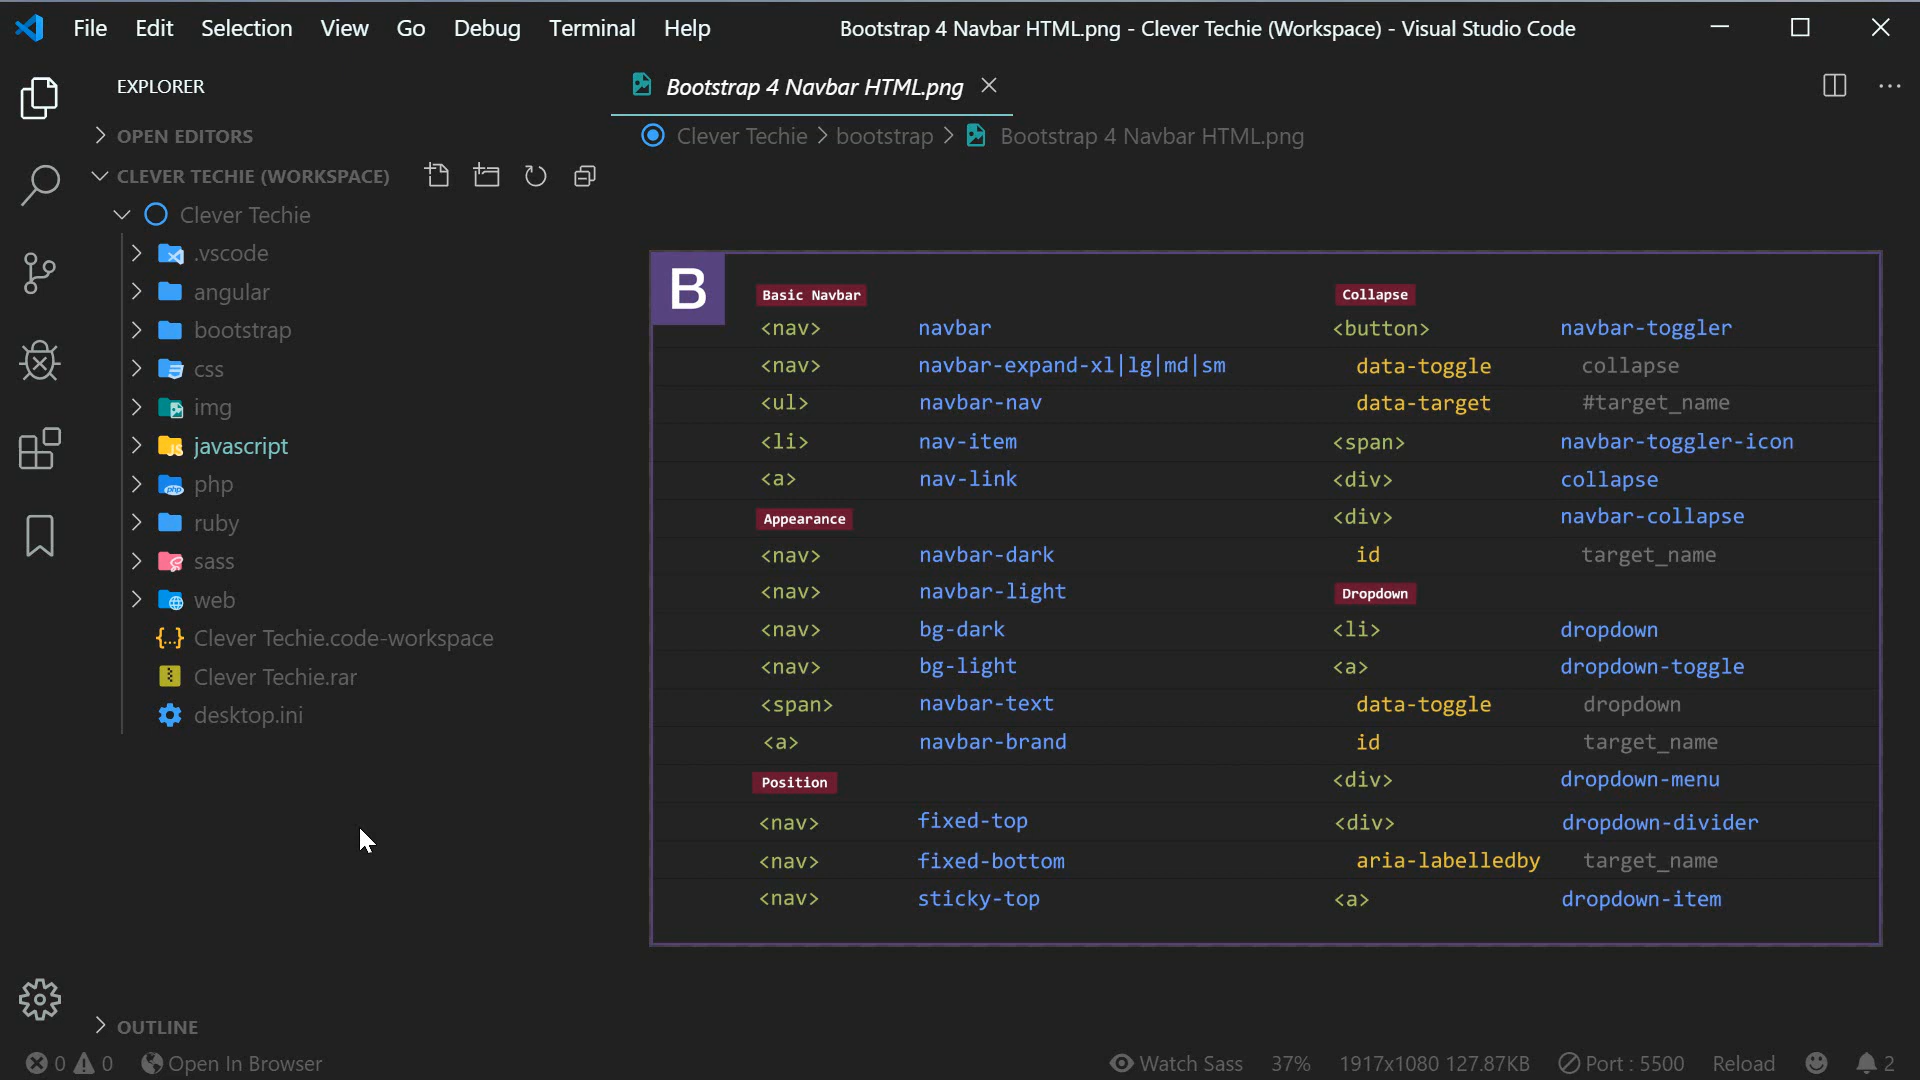 File Edit Selection View Go Debug Terminal Help
Bootstrap 4 Navbar HTML.png - Clever Techie (Workspace) - Visual Studio Code
EXPLORER
OPEN EDITORS
CLEVER TECHIE (WORKSPACE)
Clever Techie
.vscode
angular
bootstrap
css
img
javascript
php
ruby
sass
web
Clever Techie.code-workspace
Clever Techie.rar
desktop.ini
OUTLINE
Bootstrap 4 Navbar HTML.png
Clever Techie > bootstrap > Bootstrap 4 Navbar HTML.png
B
Basic Navbar
<nav> navbar
<nav> navbar-expand-xl|lg|md|sm
<ul> navbar-nav
<li> nav-item
<a> nav-link
Appearance
<nav> navbar-dark
<nav> navbar-light
<nav> bg-dark
<nav> bg-light
<span> navbar-text
<a> navbar-brand
Position
<nav> fixed-top
<nav> fixed-bottom
<nav> sticky-top
Collapse
<button> navbar-toggler
data-toggle collapse
data-target #target_name
<span> navbar-toggler-icon
<div> collapse
<div> navbar-collapse
id target_name
Dropdown
<li> dropdown
<a> dropdown-toggle
data-toggle dropdown
id target_name
<div> dropdown-menu
<div> dropdown-divider
aria-labelledby target_name
<a> dropdown-item
0 0 Open In Browser
Watch Sass 37% 1917x1080 127.87KB Port : 5500 Reload 2